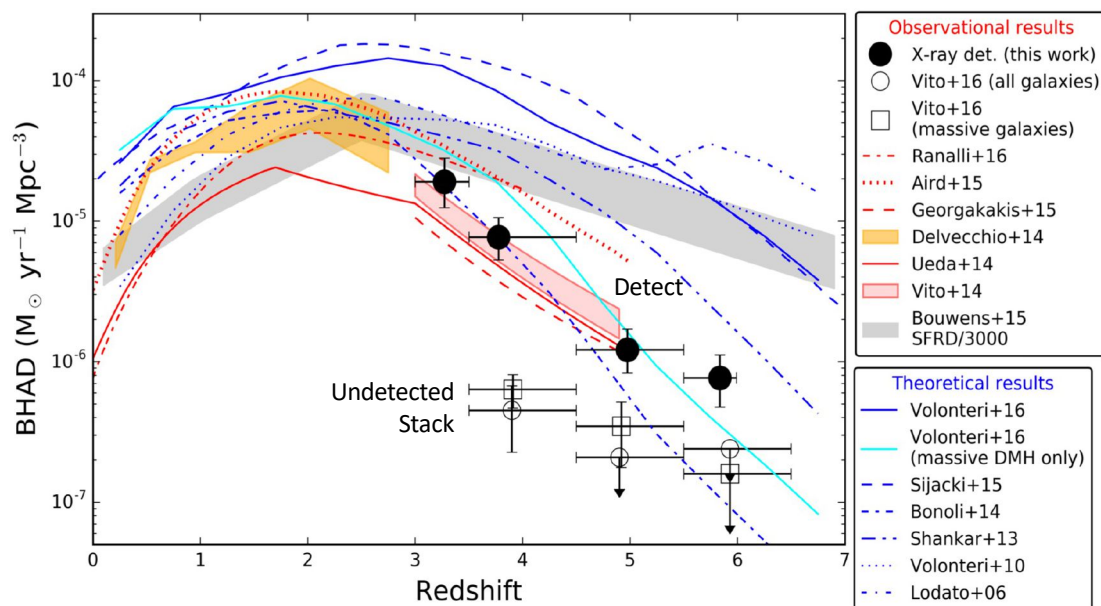 BHAD (M⊙ yr⁻¹ Mpc⁻³)
10⁻⁴
10⁻⁵
10⁻⁶
10⁻⁷
Detect
Undetected
Stack
0 1 2 3 4 5 6 7
Redshift
Observational results
X-ray det. (this work)
Vito+16 (all galaxies)
Vito+16
(massive galaxies)
Ranalli+16
Aird+15
Georgakakis+15
Delvecchio+14
Ueda+14
Vito+14
Bouwens+15
SFRD/3000
Theoretical results
Volonteri+16
Volonteri+16
(massive DMH only)
Sijacki+15
Bonoli+14
Shankar+13
Volonteri+10
Lodato+06